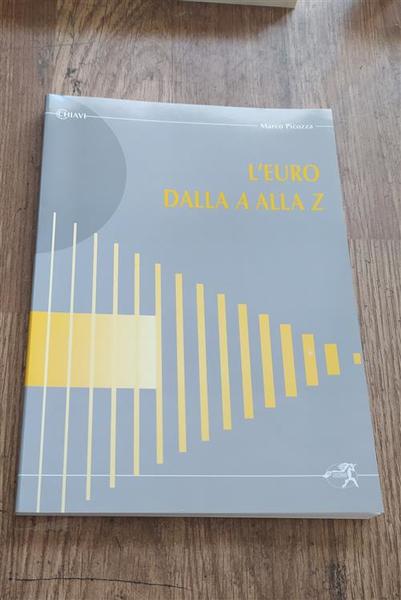 CHIAVI
Marco Picozza
L'EURO
DALLA A ALLA Z